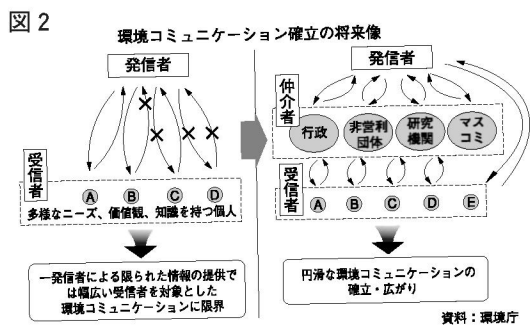 図2
環境コミュニケーション確立の将来像
発信者
受信者
A B C D
多様なニーズ、価値観、知識を持つ個人
一発信者による限られた情報の提供で
は幅広い受信者を対象とした
環境コミュニケーションに限界
発信者
仲介者
行政
非営利
団体
研究
機関
マス
コミ
受信者
A B C D E
円滑な環境コミュニケーションの
確立・広がり
資料：環境庁